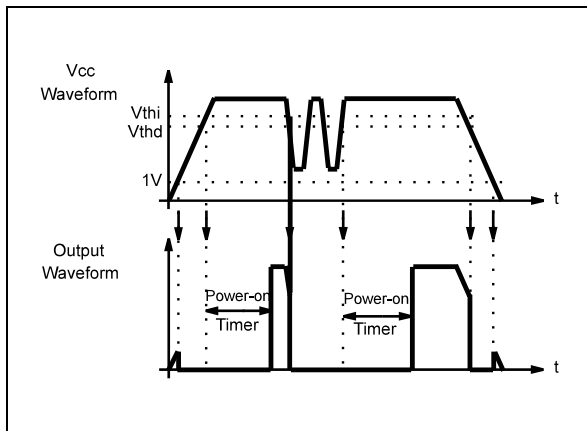 Vcc
Waveform
Vthi
Vthd
1V
t
Output
Waveform
Power-on
Timer
Power-on
Timer
t